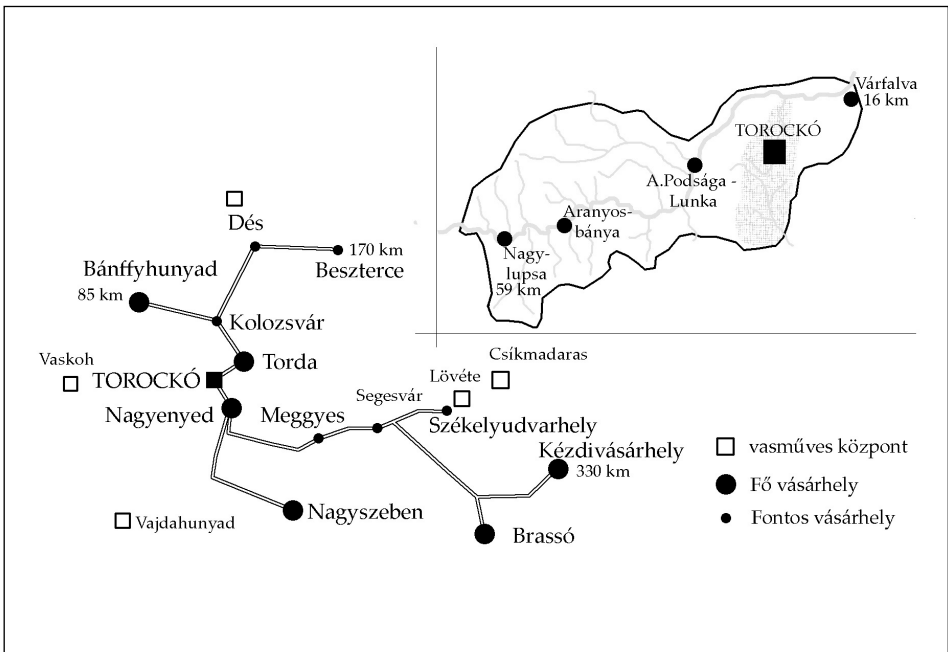 Várfalva
16 km
TOROCKÓ
A.Podsága -
Lunka
Aranyos-
bánya
Nagy-
lupsa
59 km
Dés
170 km
Beszterce
Bánffyhunyad
85 km
Kolozsvár
Torda
Vaskoh
TOROCKÓ
Nagyenyed
Meggyes
Segesvár
Lövéte
Csíkmadaras
Székelyudvarhely
Kézdivásárhely
330 km
Nagyszeben
Vajdahunyad
Brassó
vasműves központ
Fő vásárhely
Fontos vásárhely